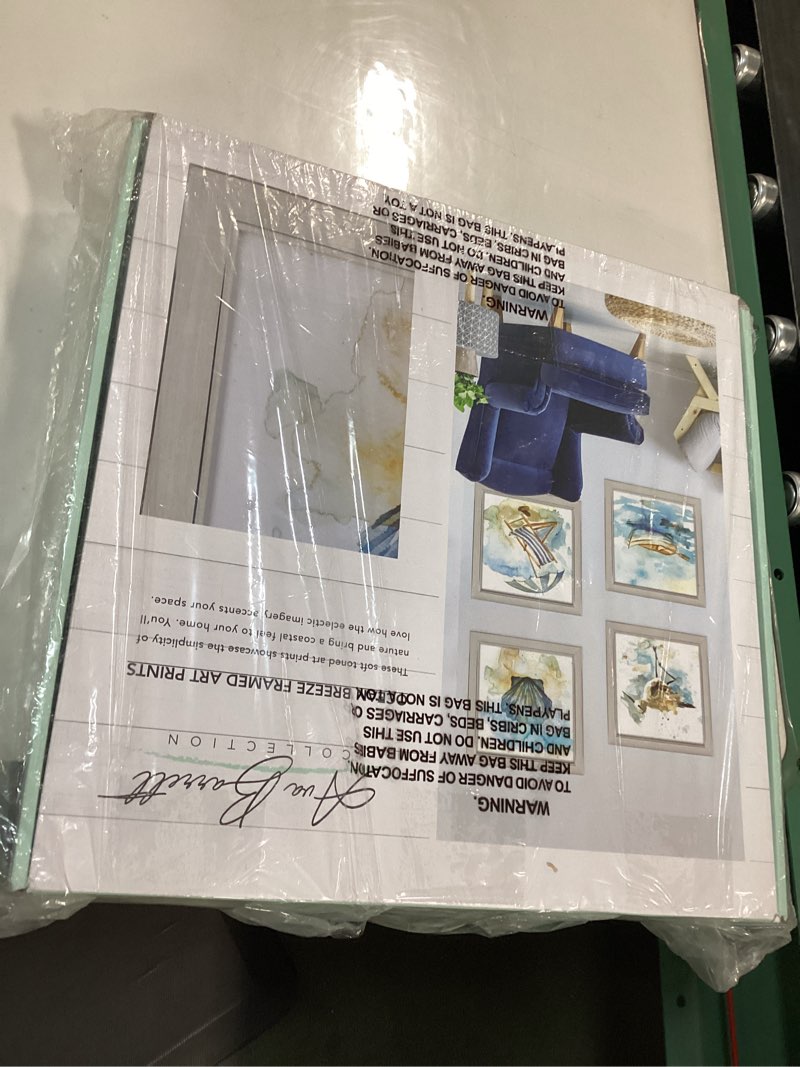 Ava Barrett
COLLECTION
BREEZE FRAMED ART PRINTS
These soft toned art prints showcase the simplicity of
nature and bring a coastal feel to your home. You'll
love how the eclectic imagery accents your space.
WARNING.
TO AVOID DANGER OF SUFFOCATION
KEEP THIS BAG AWAY FROM BABIES
AND CHILDREN. DO NOT USE THIS
BAG IN CRIBS, BEDS, CARRIAGES OR
PLAYPENS. THIS BAG IS NOT A TOY
WARNING.
TO AVOID DANGER OF SUFFOCATION
KEEP THIS BAG AWAY FROM BABIES
AND CHILDREN. DO NOT USE THIS
BAG IN CRIBS, BEDS, CARRIAGES OR
PLAYPENS. THIS BAG IS NOT A TOY